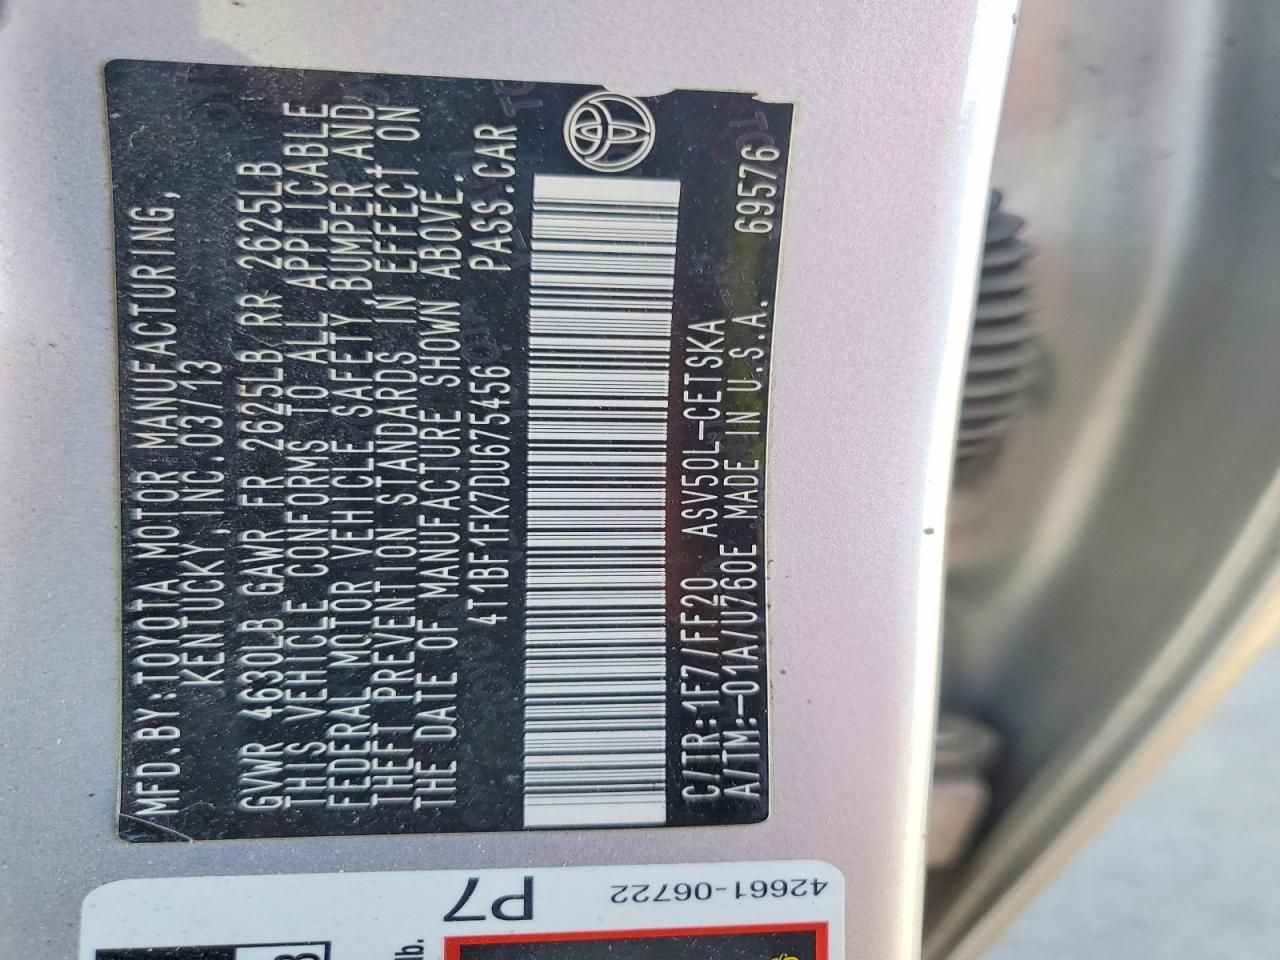 MFD.BY:TOYOTA MOTOR MANUFACTURING,
KENTUCKY,INC.03/13
GVWR 4630LB GAWR FR 2625LB RR 2625LB
THIS VEHICLE CONFORMS TO ALL APPLICABLE
FEDERAL MOTOR VEHICLE SAFETY, BUMPER, AND
THEFT PREVENTION STANDARDS IN EFFECT ON
THE DATE OF MANUFACTURE SHOWN ABOVE.
4T1BF1FK7DU675456 PASS.CAR
C/TR:1F7/FF20 ASV50L-CETSKA
A/TM:-01A/U760E MADE IN U.S.A. 69576
P7
42661-06722
lb.